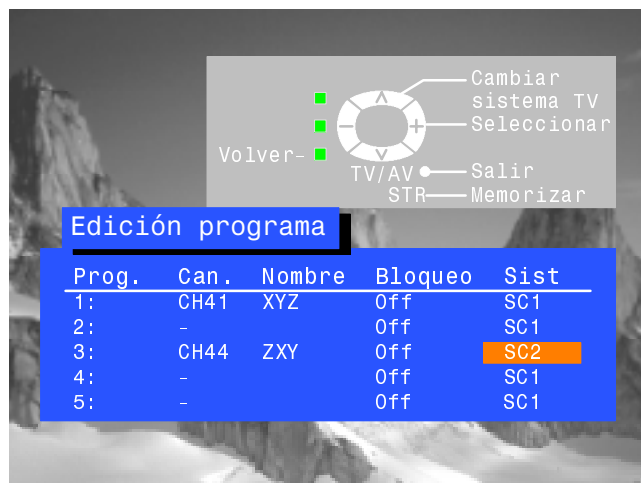 Cambiar
sistema TV
Seleccionar
Volver-
TV/AV Salir
STR Memorizar
Edición programa
Prog. Can. Nombre Bloqueo Sist
1: CH41 XYZ Off SC1
2: - Off SC1
3: CH44 ZXY Off SC2
4: - Off SC1
5: - Off SC1